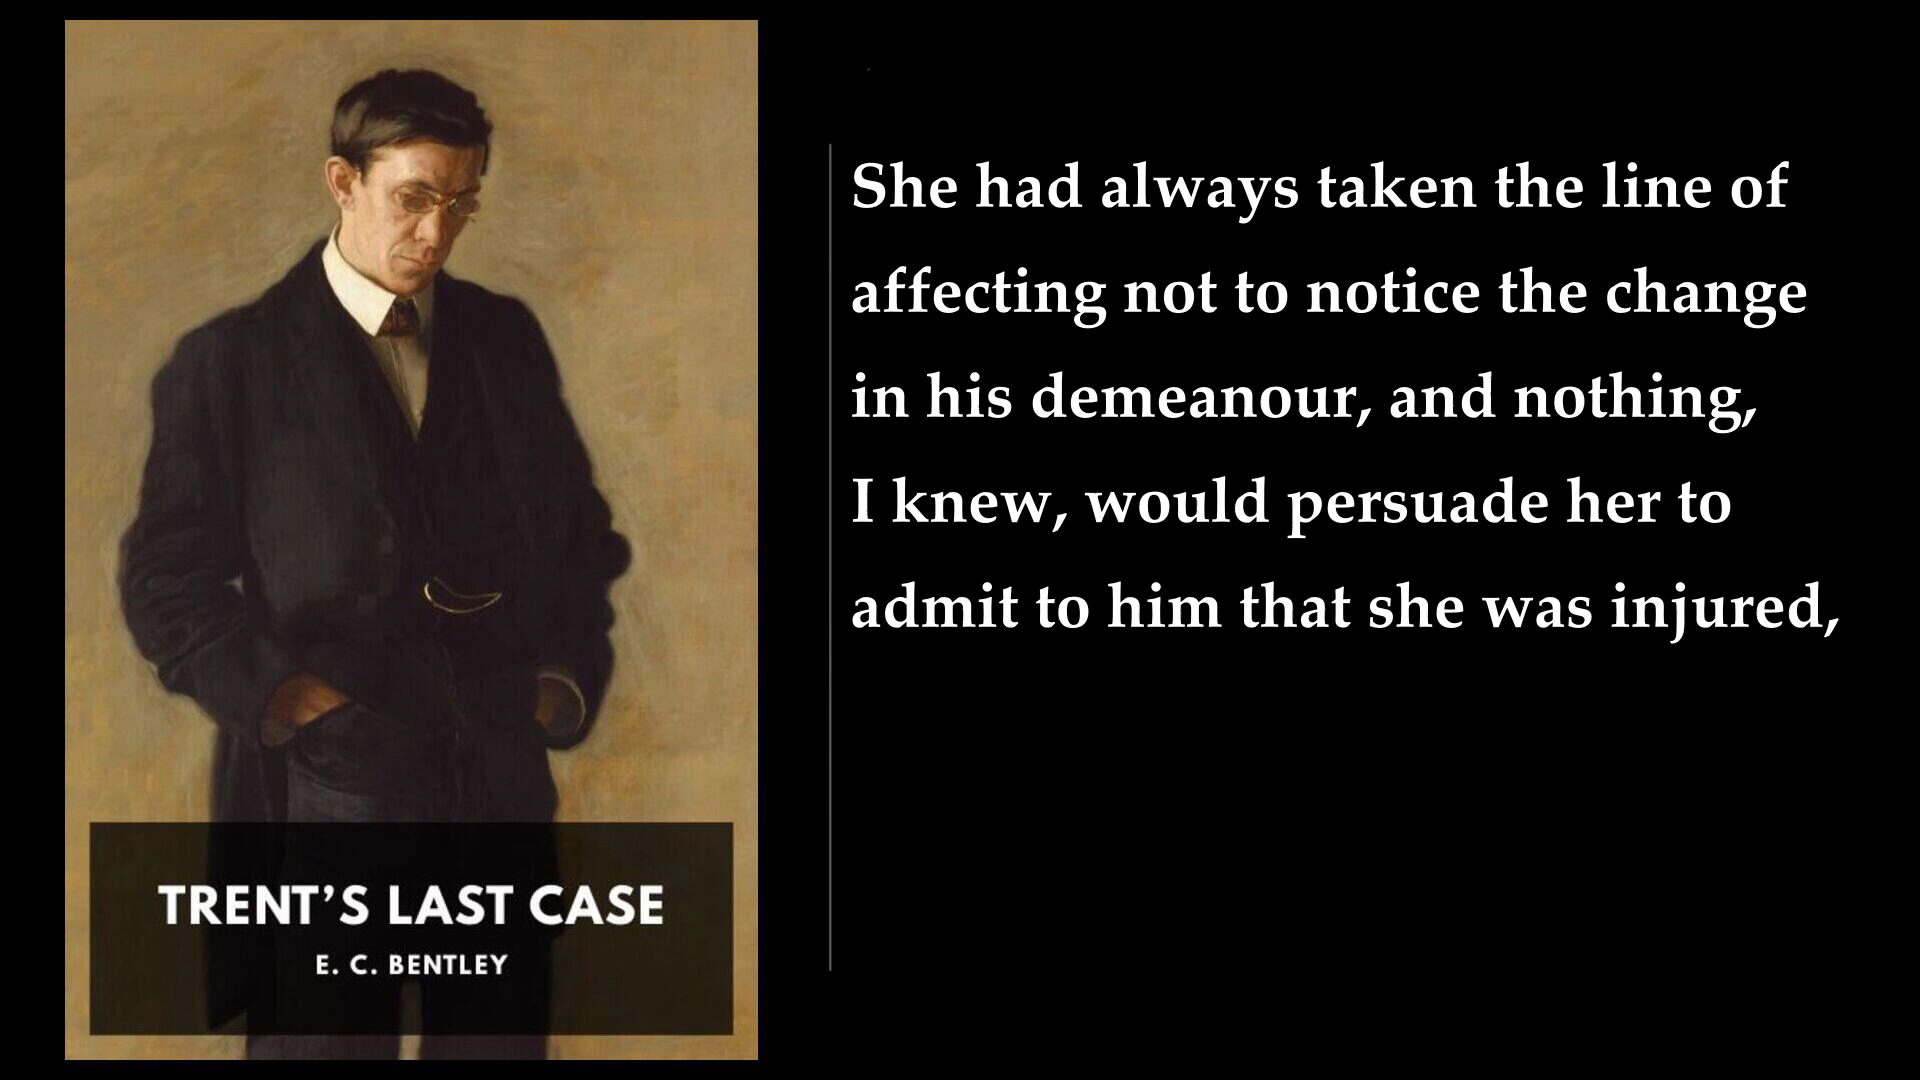 She had always taken the line of
affecting not to notice the change
in his demeanour, and nothing,
I knew, would persuade her to
admit to him that she was injured,
TRENT’S LAST CASE
E. C. BENTLEY